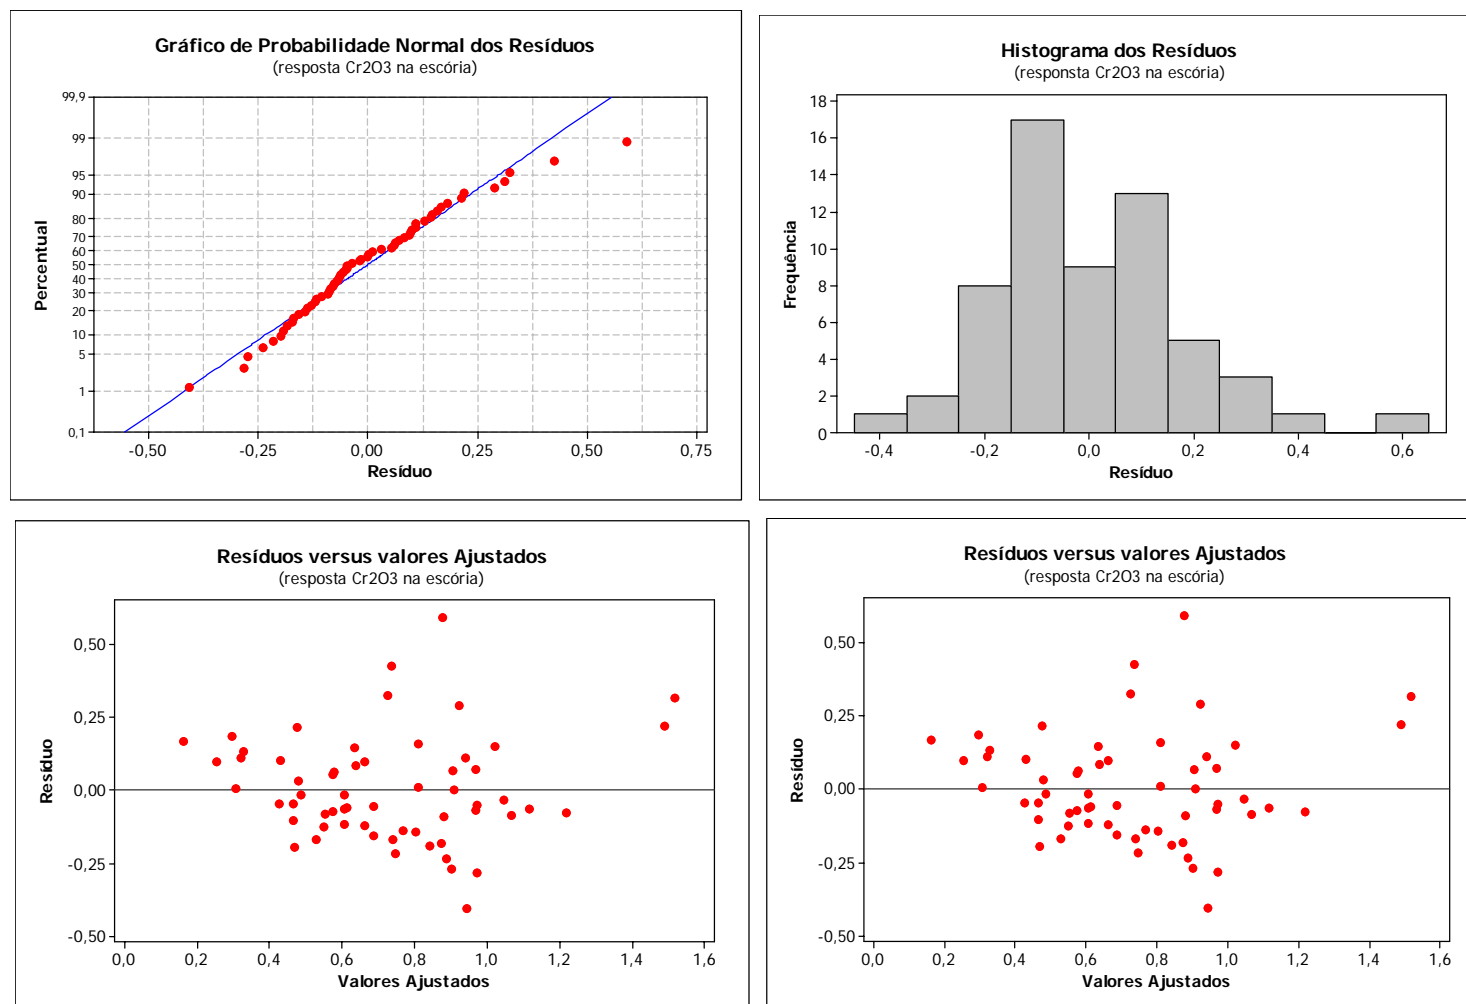 Gráfico de Probabilidade Normal dos Resíduos
(resposta Cr2O3 na escória)
99,9
99
95
90
80
70
60
50
40
30
20
10
5
1
0,1
Percentual
-0,50 -0,25 0,00 0,25 0,50 0,75
Resíduo
Histograma dos Resíduos
(responsta Cr2O3 na escória)
18
16
14
12
10
8
6
4
2
0
Frequência
-0,4 -0,2 0,0 0,2 0,4 0,6
Resíduo
Resíduos versus valores Ajustados
(resposta Cr2O3 na escória)
0,50
0,25
0,00
-0,25
-0,50
Resíduo
0,0 0,2 0,4 0,6 0,8 1,0 1,2 1,4 1,6
Valores Ajustados
Resíduos versus valores Ajustados
(resposta Cr2O3 na escória)
0,50
0,25
0,00
-0,25
-0,50
Resíduo
0,0 0,2 0,4 0,6 0,8 1,0 1,2 1,4 1,6
Valores Ajustados